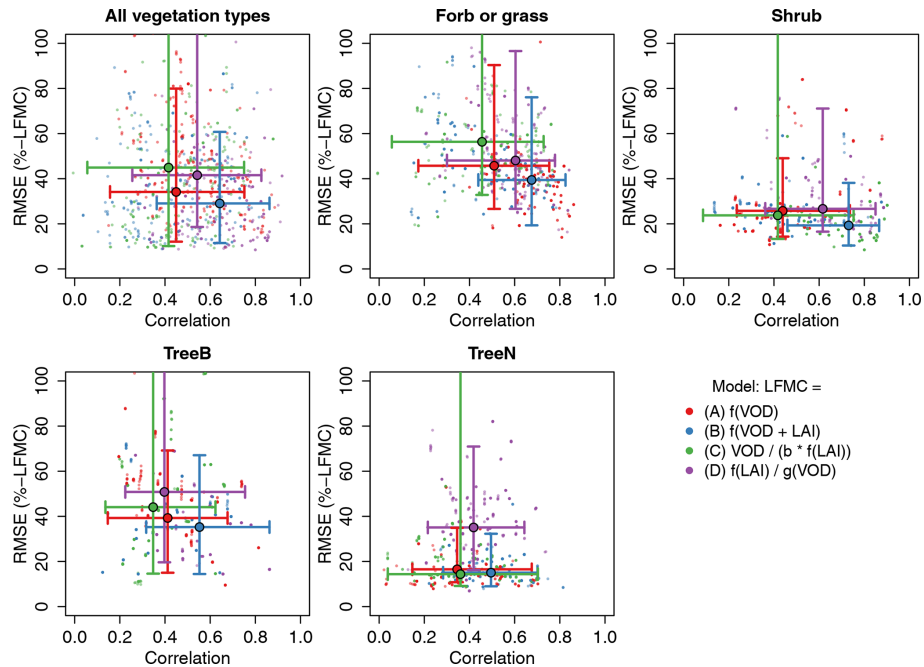 All vegetation types
Forb or grass
Shrub
RMSE (%−LFMC)
100
80
60
40
20
0
0.0 0.2 0.4 0.6 0.8 1.0
Correlation
RMSE (%−LFMC)
100
80
60
40
20
0
0.0 0.2 0.4 0.6 0.8 1.0
Correlation
RMSE (%−LFMC)
100
80
60
40
20
0
0.0 0.2 0.4 0.6 0.8 1.0
Correlation
TreeB
TreeN
RMSE (%−LFMC)
100
80
60
40
20
0
0.0 0.2 0.4 0.6 0.8 1.0
Correlation
RMSE (%−LFMC)
100
80
60
40
20
0
0.0 0.2 0.4 0.6 0.8 1.0
Correlation
Model: LFMC =
(A) f(VOD)
(B) f(VOD + LAI)
(C) VOD / (b * f(LAI))
(D) f(LAI) / g(VOD)